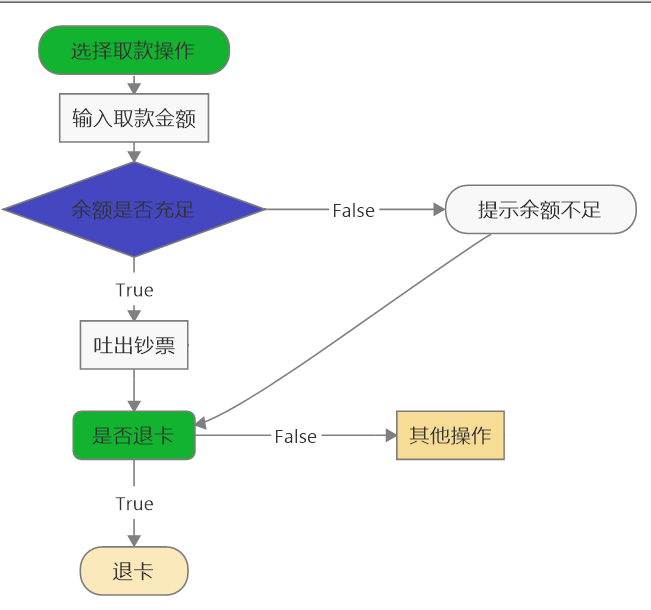 选择取款操作
输入取款金额
余额是否充足
False
提示余额不足
True
吐出钞票
是否退卡
False
其他操作
True
退卡